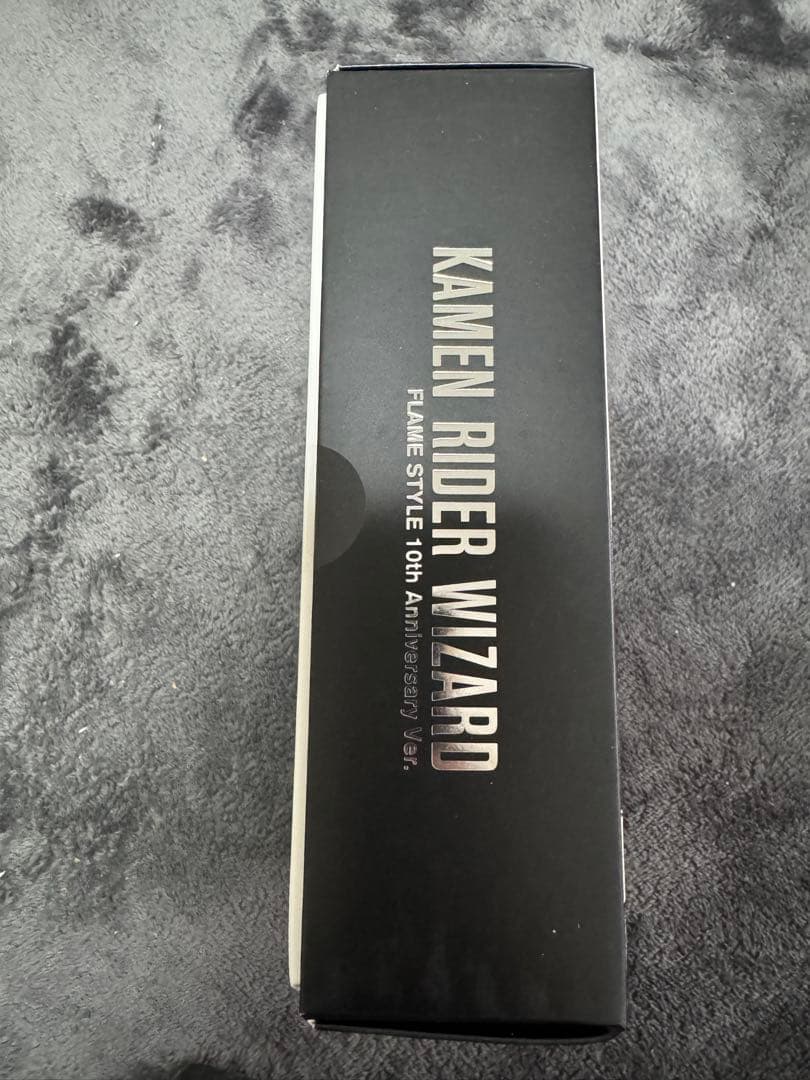 KAMEN RIDER WIZARD
FLAME STYLE 10th Anniversary Ver.